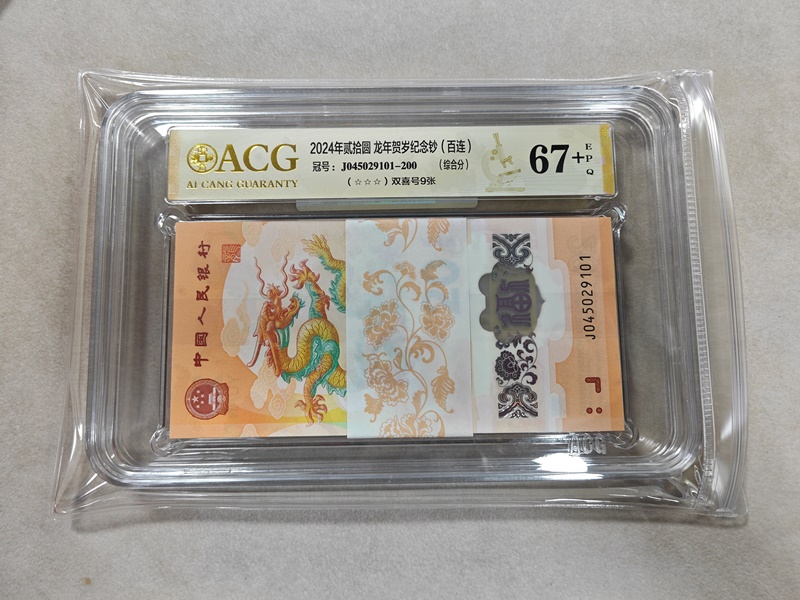 ACG
AI CANG GUARANTY
2024年贰拾圆 龙年贺岁纪念钞（百连）
冠号：J045029101-200 （综合分）
（☆☆☆）双喜号9张
67+
EPQ
中国人民银行
福
J045029101
ACG